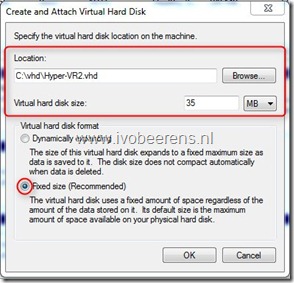 Create and Attach Virtual Hard Disk
Specify the virtual hard disk location on the machine.
Location:
C:\vhd\Hyper-VR2.vhd
Browse...
Virtual hard disk size:
35
MB
Virtual hard disk format
Dynamically expanding
www.ivobeerens.nl
The size of this virtual hard disk expands to a fixed maximum size as
data is saved to it. The disk size does not compact automatically
when data is deleted.
Fixed size (Recommended)
The virtual hard disk uses a fixed amount of space regardless of the
amount of the data stored on it. Its default size is the maximum
amount of space available on your physical hard disk.
OK
Cancel